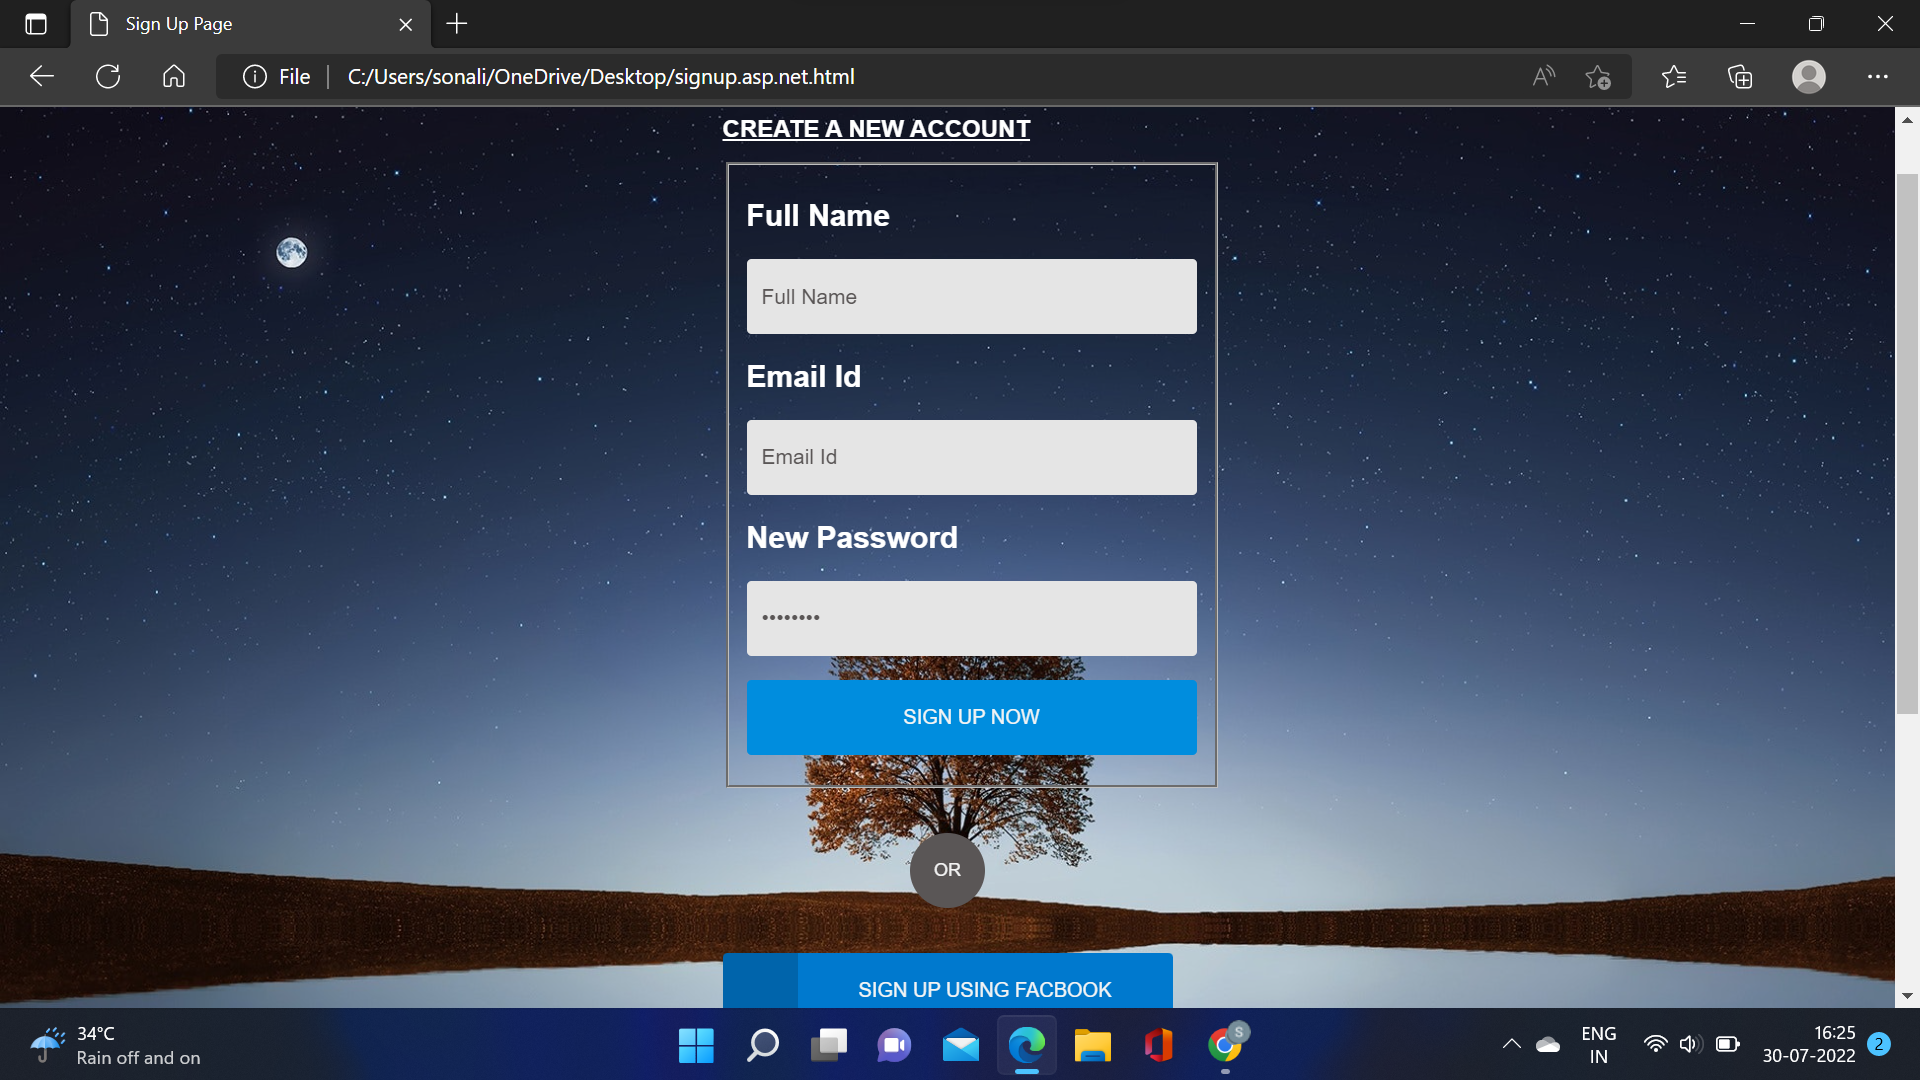 Sign Up Page
File
C:/Users/sonali/OneDrive/Desktop/signup.asp.net.html
CREATE A NEW ACCOUNT
Full Name
Full Name
Email Id
Email Id
New Password
••••••••
SIGN UP NOW
OR
SIGN UP USING FACBOOK
34°C
Rain off and on
S
ENG
IN
16:25
30-07-2022
2